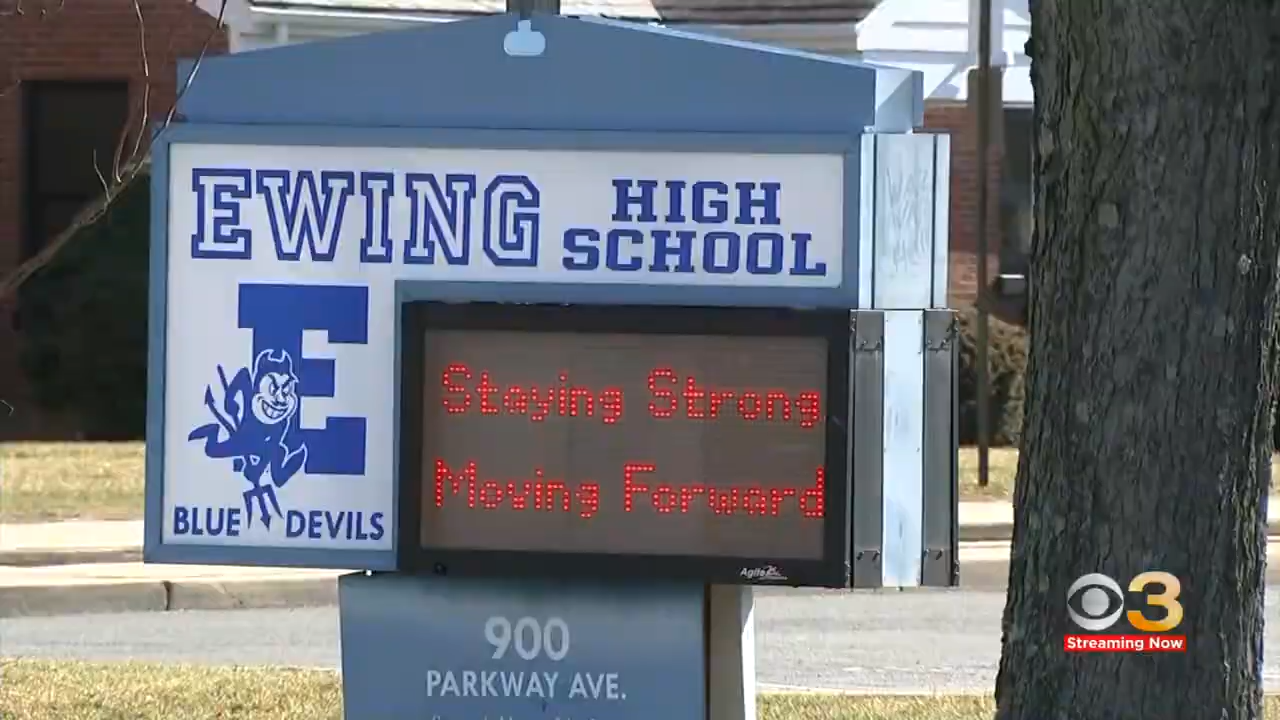 EWING HIGH SCHOOL
E
BLUE DEVILS
Staying Strong
Moving Forward
Agile
900
PARKWAY AVE.
3
Streaming Now